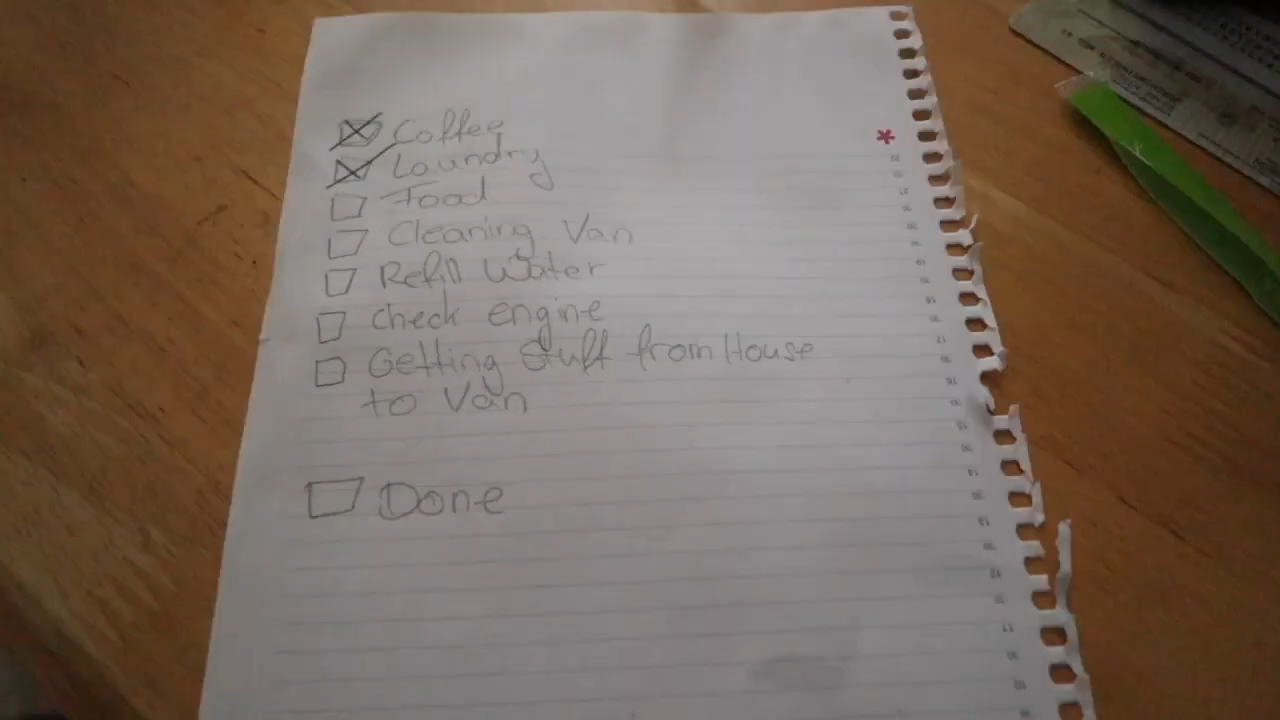 Coffee
Laundry
Food
Cleaning Van
Refill Water
check engine
Getting Stuff from House
to Van
Done